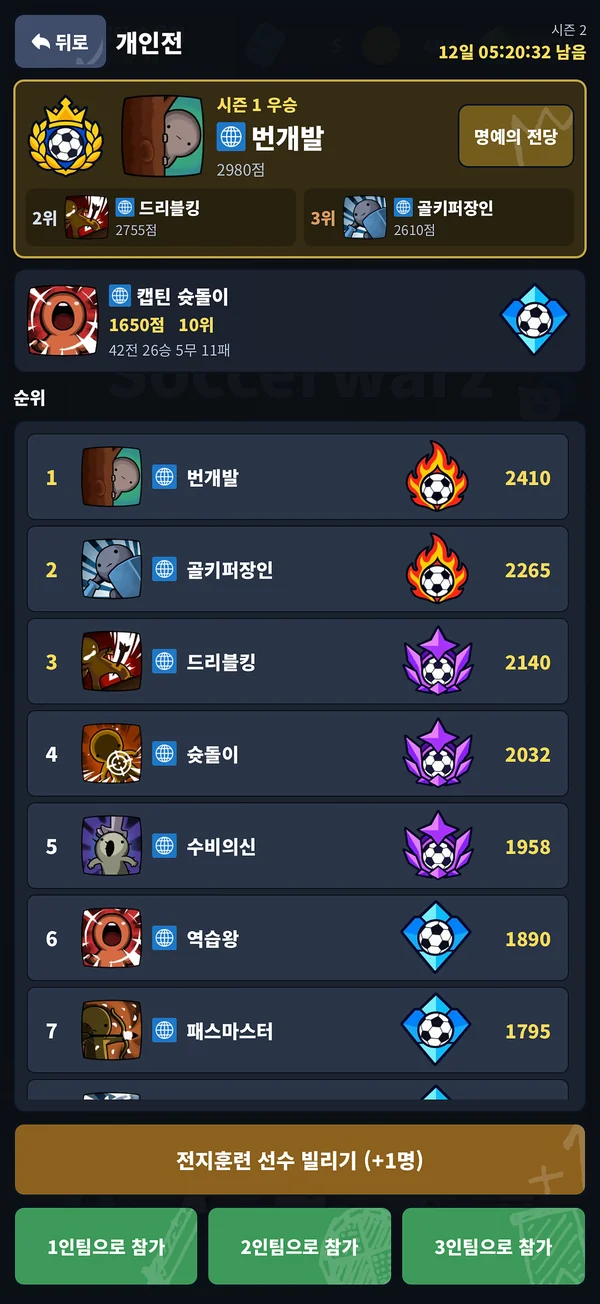 뒤로
개인전
시즌 2
12일 05:20:32 남음
시즌 1 우승
번개발
2980점
명예의 전당
2위
드리블킹
2755점
3위
골키퍼장인
2610점
캡틴 슛돌이
1650점 10위
42전 26승 5무 11패
Soccerwarz
순위
1 번개발 2410
2 골키퍼장인 2265
3 드리블킹 2140
4 슛돌이 2032
5 수비의신 1958
6 역습왕 1890
7 패스마스터 1795
전지훈련 선수 빌리기 (+1명)
+1
1인팀으로 참가
2인팀으로 참가
3인팀으로 참가